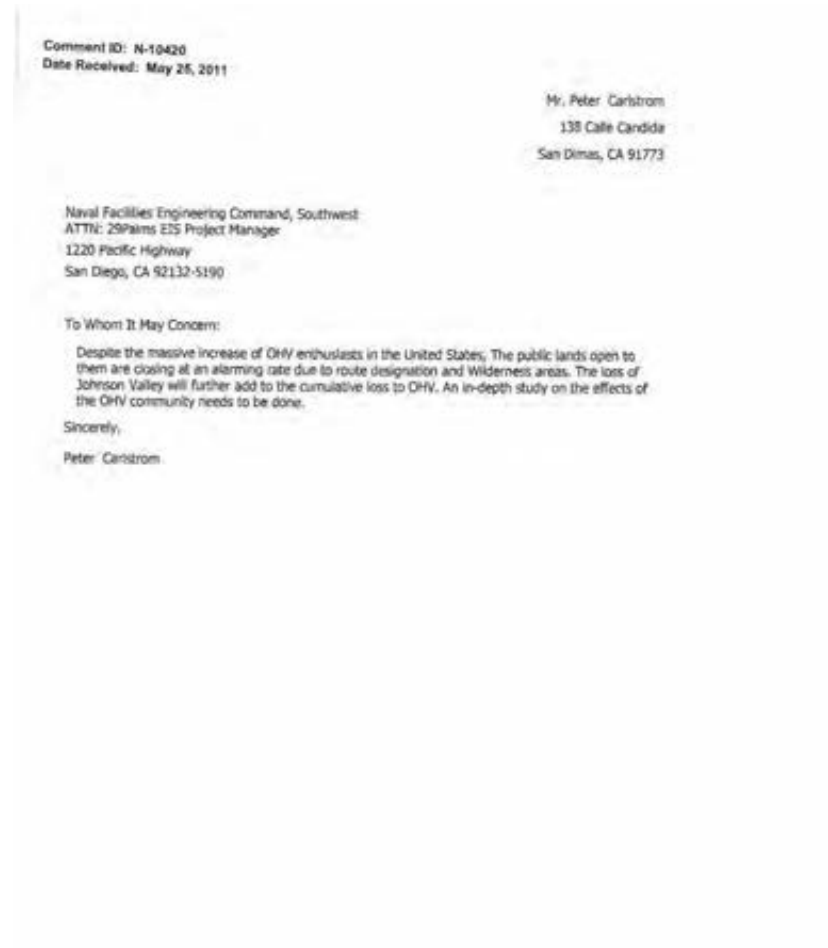 Comment ID: N-10420
Date Received: May 25, 2011
Mr. Peter Carlstrom
138 Calle Candida
San Dimas, CA 91773
Naval Facilities Engineering Command, Southwest
ATTN: 29Palms EIS Project Manager
1220 Pacific Highway
San Diego, CA 92132-5190
To Whom It May Concern:
Despite the massive increase of OHV enthusiasts in the United States, The public lands open to
them are closing at an alarming rate due to route designation and Wilderness areas. The loss of
Johnson Valley will further add to the cumulative loss to OHV. An in-depth study on the effects of
the OHV community needs to be done.
Sincerely,
Peter Carlstrom